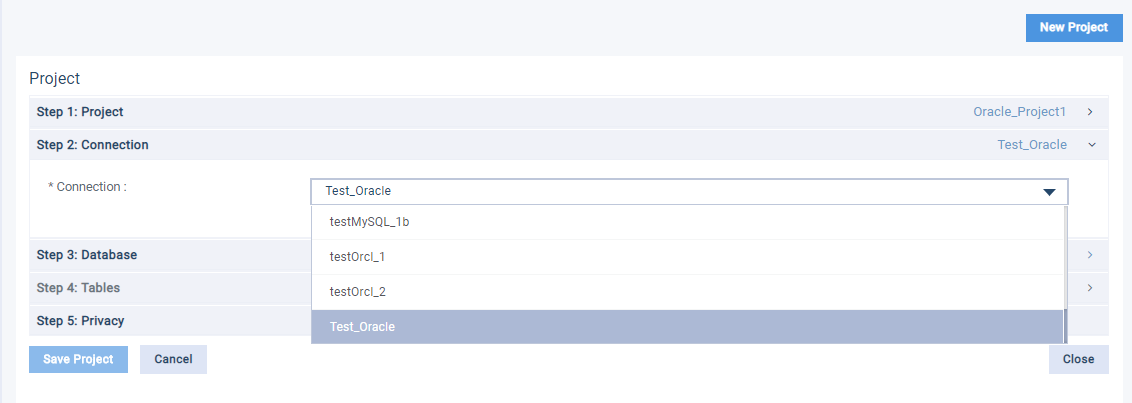 New Project
Project
Step 1: Project Oracle_Project1
Step 2: Connection Test_Oracle
* Connection : Test_Oracle
testMySQL_1b
Step 3: Database testOrcl_1
Step 4: Tables testOrcl_2
Step 5: Privacy Test_Oracle
Save Project Cancel Close